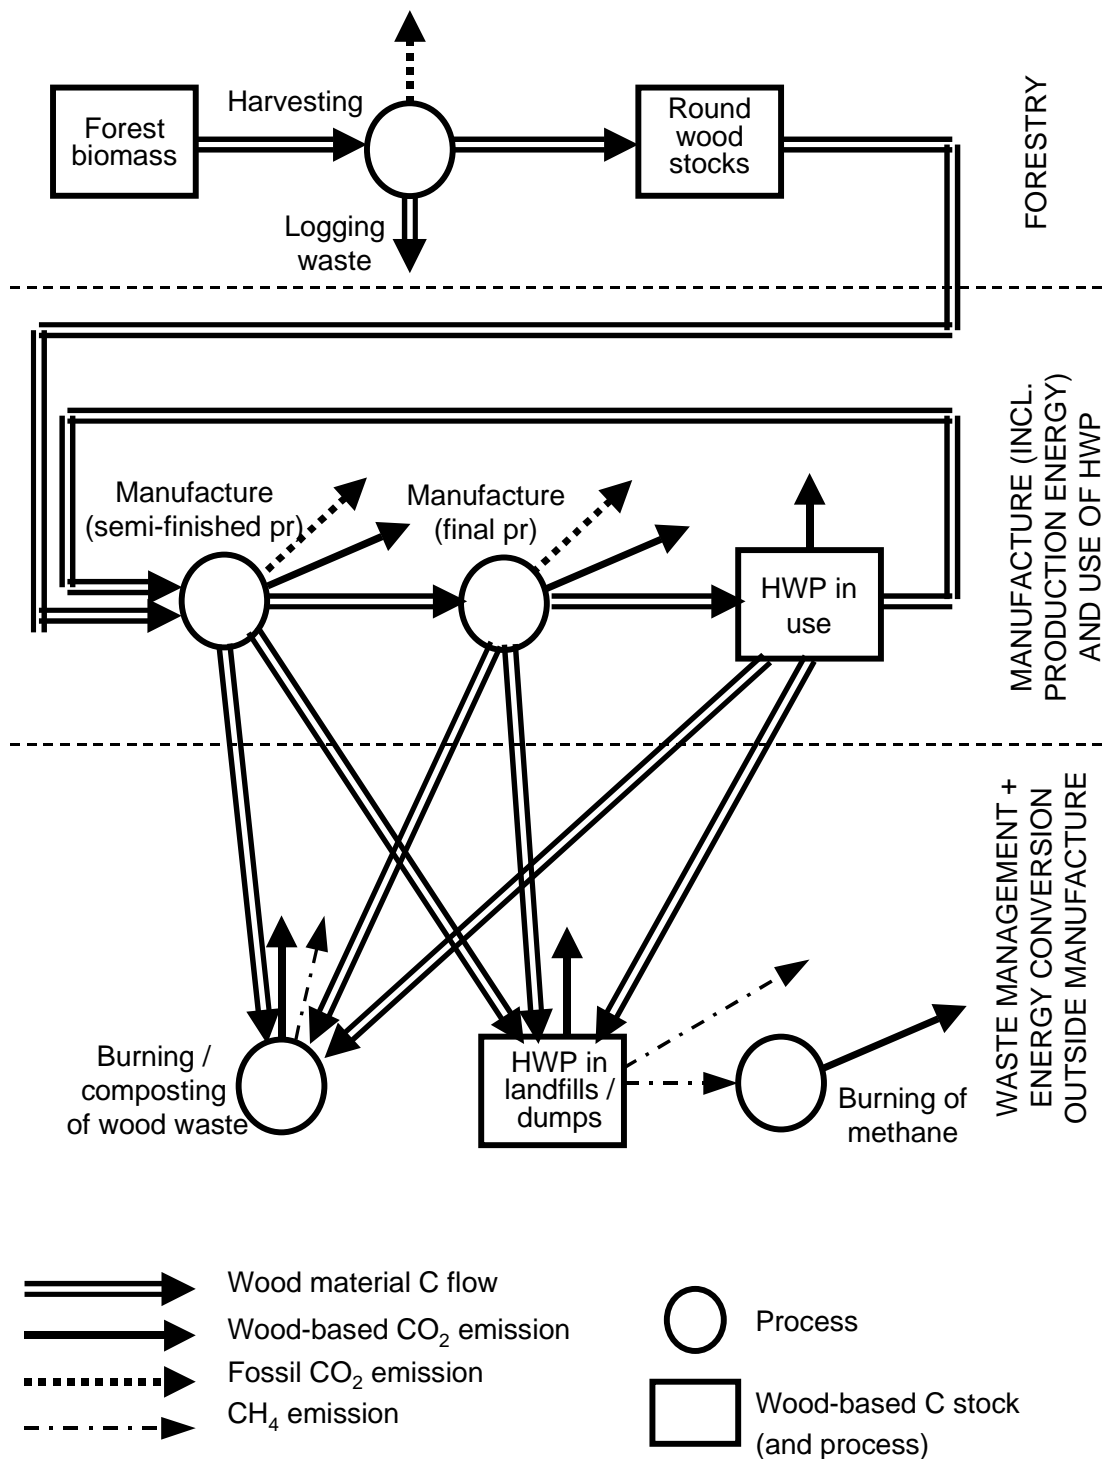 Harvesting
Forest
biomass
Round
wood
stocks
Logging
waste
FORESTRY
Manufacture
(semi-finished pr)
Manufacture
(final pr)
HWP in
use
MANUFACTURE (INCL.
PRODUCTION ENERGY)
AND USE OF HWP
Burning /
composting
of wood waste
HWP in
landfills /
dumps
Burning of
methane
WASTE MANAGEMENT +
ENERGY CONVERSION
OUTSIDE MANUFACTURE
Wood material C flow
Wood-based CO₂ emission
Fossil CO₂ emission
CH₄ emission
Process
Wood-based C stock
(and process)